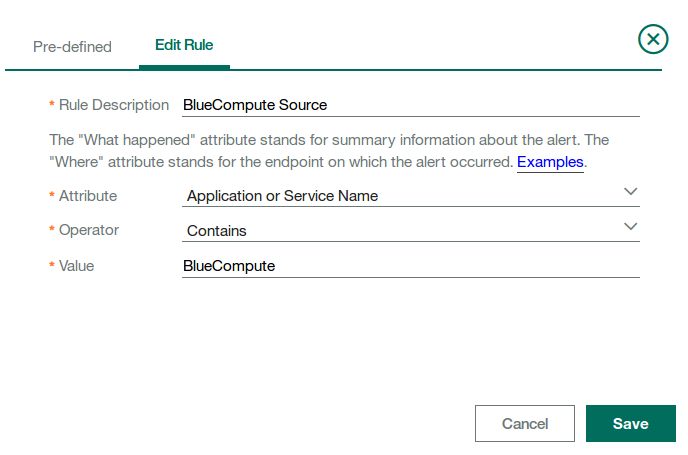 Pre-defined
Edit Rule
* Rule Description BlueCompute Source
The "What happened" attribute stands for summary information about the alert. The
"Where" attribute stands for the endpoint on which the alert occurred. Examples.
* Attribute Application or Service Name
* Operator Contains
* Value BlueCompute
Cancel
Save